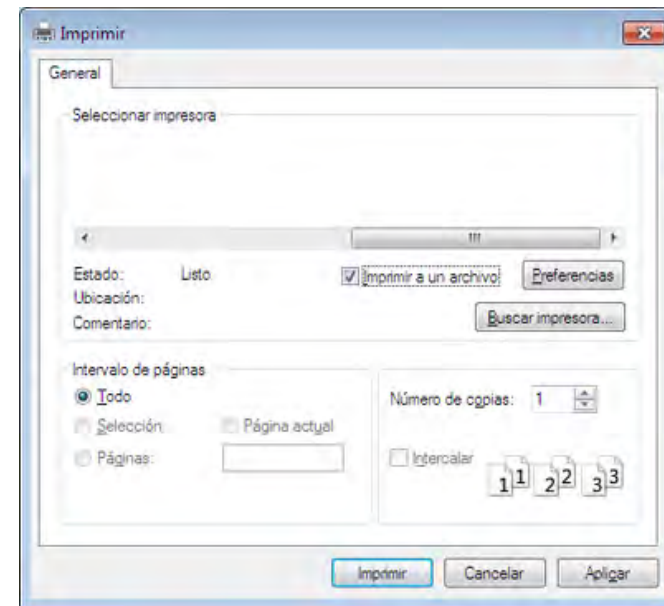 Imprimir
General
Seleccionar impresora
Estado: Listo
Imprimir a un archivo
Preferencias
Ubicación:
Comentario:
Buscar impresora...
Intervalo de páginas
Todo
Selección
Página actual
Páginas:
Número de copias: 1
Intercalar
1 1 2 2 3 3
Imprimir
Cancelar
Aplicar